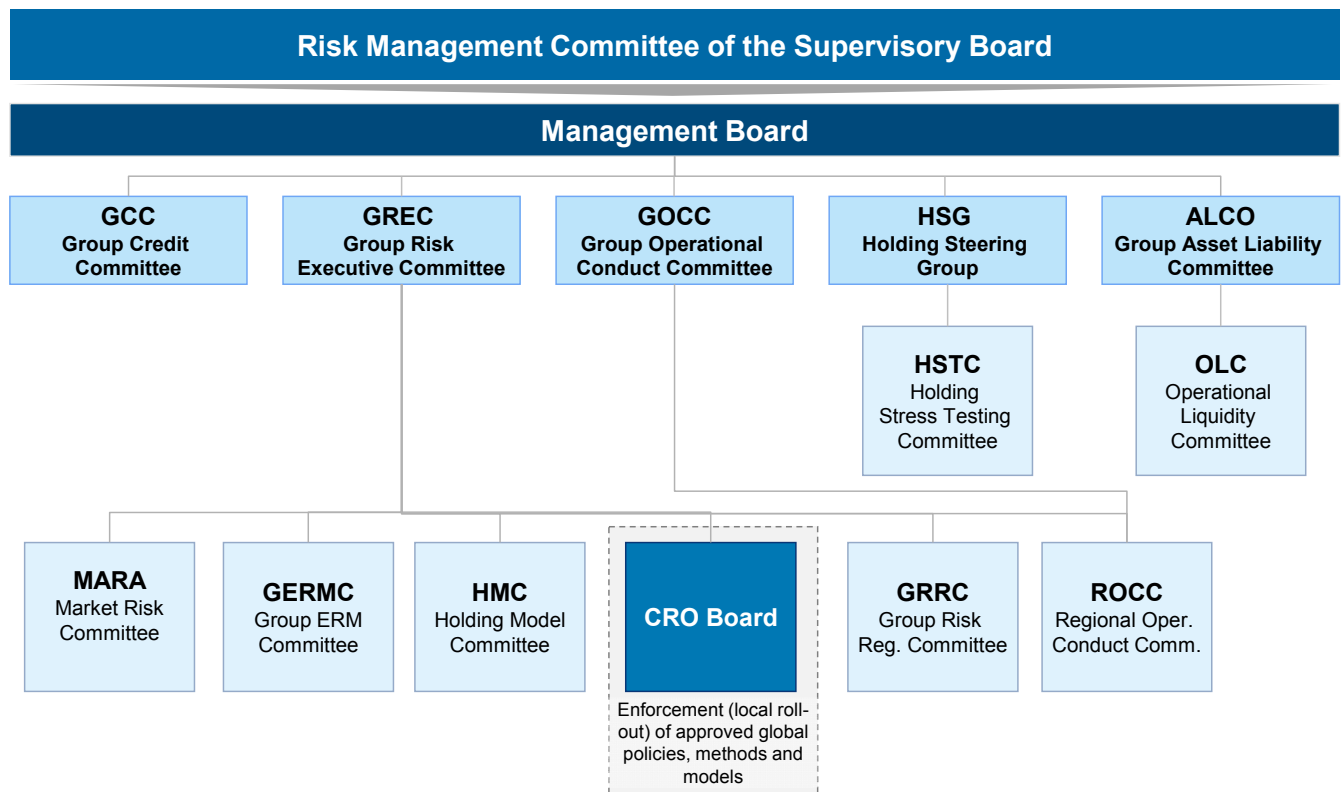 Risk Management Committee of the Supervisory Board
Management Board
GCC
Group Credit
Committee
GREC
Group Risk
Executive Committee
GOCC
Group Operational
Conduct Committee
HSG
Holding Steering
Group
ALCO
Group Asset Liability
Committee
HSTC
Holding
Stress Testing
Committee
OLC
Operational
Liquidity
Committee
MARA
Market Risk
Committee
GERMC
Group ERM
Committee
HMC
Holding Model
Committee
CRO Board
Enforcement (local roll-
out) of approved global
policies, methods and
models
GRRC
Group Risk
Reg. Committee
ROCC
Regional Oper.
Conduct Comm.